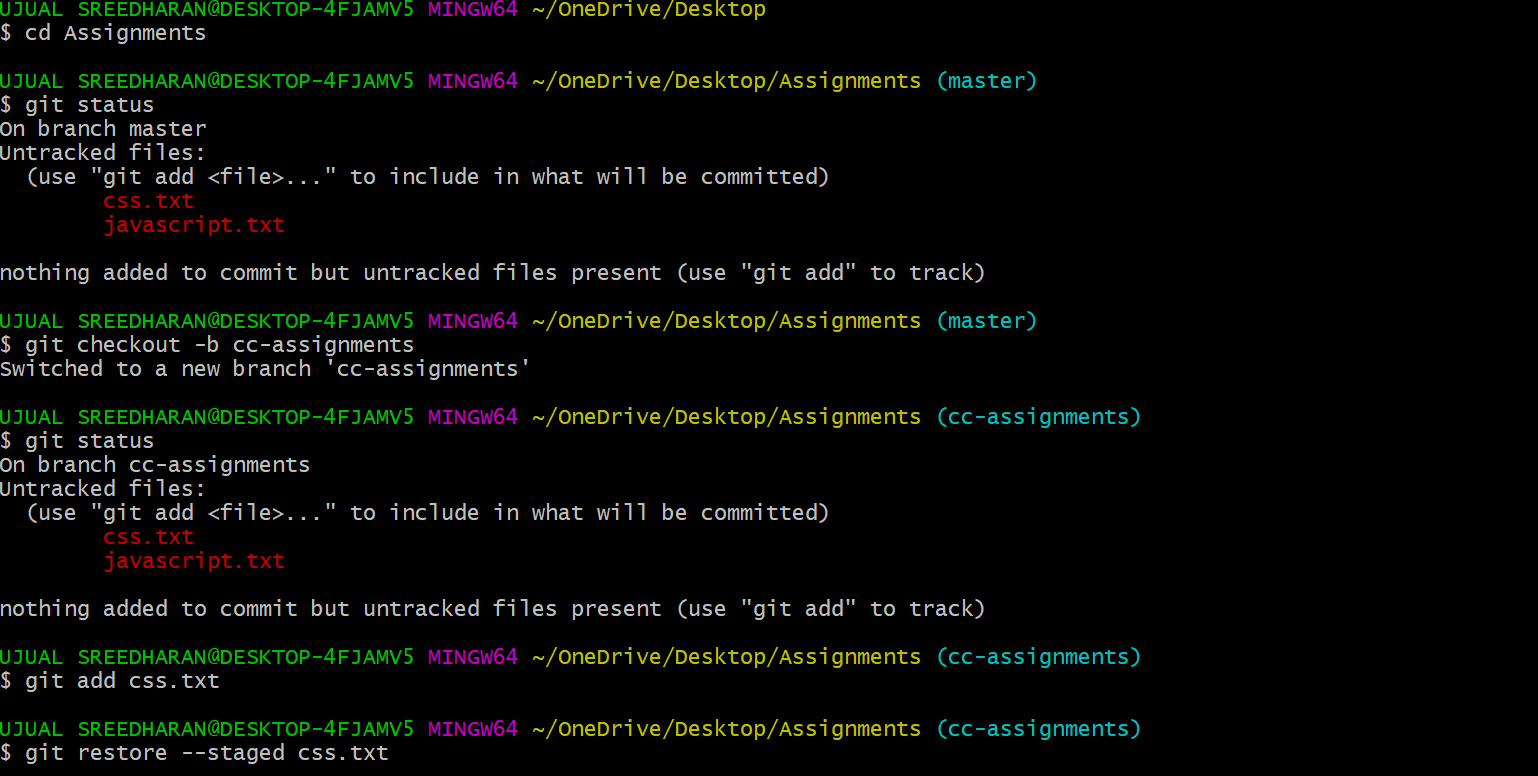 UJUAL SREEDHARAN@DESKTOP-4FJAMV5 MINGW64 ~/OneDrive/Desktop
$ cd Assignments
UJUAL SREEDHARAN@DESKTOP-4FJAMV5 MINGW64 ~/OneDrive/Desktop/Assignments (master)
$ git status
On branch master
Untracked files:
  (use "git add <file>..." to include in what will be committed)
        css.txt
        javascript.txt
nothing added to commit but untracked files present (use "git add" to track)
UJUAL SREEDHARAN@DESKTOP-4FJAMV5 MINGW64 ~/OneDrive/Desktop/Assignments (master)
$ git checkout -b cc-assignments
Switched to a new branch 'cc-assignments'
UJUAL SREEDHARAN@DESKTOP-4FJAMV5 MINGW64 ~/OneDrive/Desktop/Assignments (cc-assignments)
$ git status
On branch cc-assignments
Untracked files:
  (use "git add <file>..." to include in what will be committed)
        css.txt
        javascript.txt
nothing added to commit but untracked files present (use "git add" to track)
UJUAL SREEDHARAN@DESKTOP-4FJAMV5 MINGW64 ~/OneDrive/Desktop/Assignments (cc-assignments)
$ git add css.txt
UJUAL SREEDHARAN@DESKTOP-4FJAMV5 MINGW64 ~/OneDrive/Desktop/Assignments (cc-assignments)
$ git restore --staged css.txt